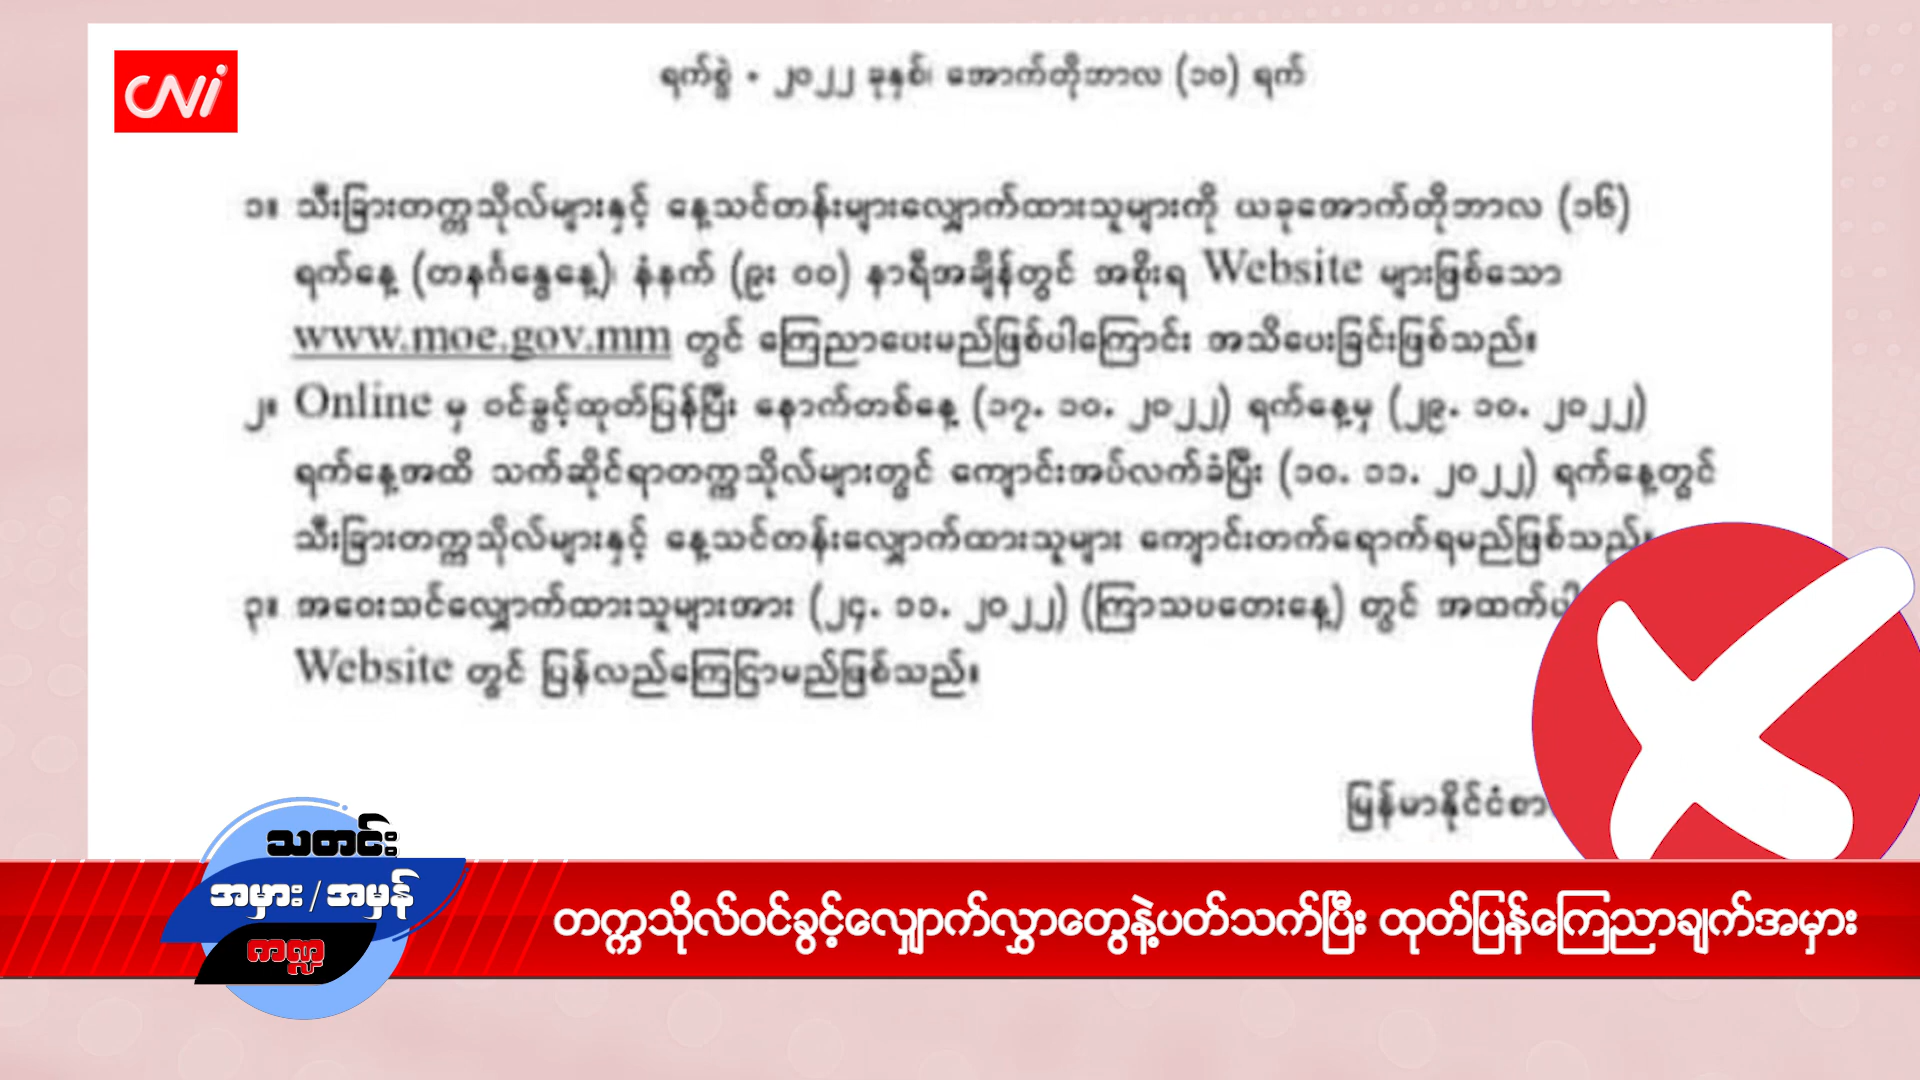 CNI
ရက်စွဲ - ၂၀၂၂ ခုနှစ်၊ အောက်တိုဘာလ (၁၀) ရက်
၁။ သီးခြားတက္ကသိုလ်များနှင့် နေ့သင်တန်းများလျှောက်ထားသူများကို ယခုအောက်တိုဘာလ (၁၆)
ရက်နေ့ (တနင်္ဂနွေနေ့)၊ နံနက် (၉း ၀၀) နာရီအချိန်တွင် အစိုးရ Website များဖြစ်သော
www.moe.gov.mm တွင် ကြေညာပေးမည်ဖြစ်ပါကြောင်း အသိပေးခြင်းဖြစ်သည်။
၂။ Online မှ ဝင်ခွင့်ထုတ်ပြန်ပြီး နောက်တစ်နေ့ (၁၇. ၁၀. ၂၀၂၂) ရက်နေ့မှ (၂၉. ၁၀. ၂၀၂၂)
ရက်နေ့အထိ သက်ဆိုင်ရာတက္ကသိုလ်များတွင် ကျောင်းအပ်လက်ခံပြီး (၁၀. ၁၁. ၂၀၂၂) ရက်နေ့တွင်
သီးခြားတက္ကသိုလ်များနှင့် နေ့သင်တန်းလျှောက်ထားသူများ ကျောင်းတက်ရောက်ရမည်ဖြစ်သည်။
၃။ အဝေးသင်လျှောက်ထားသူများအား (၂၄. ၁၁. ၂၀၂၂) (ကြာသပတေးနေ့) တွင် အထက်ပါ
Website တွင် ပြန်လည်ကြေငြာမည်ဖြစ်သည်။
မြန်မာနိုင်ငံစာ
သတင်း
အမှား/အမှန်
ကဏ္ဍ
တက္ကသိုလ်ဝင်ခွင့်လျှောက်လွှာတွေနဲ့ပတ်သက်ပြီး ထုတ်ပြန်ကြေညာချက်အမှား